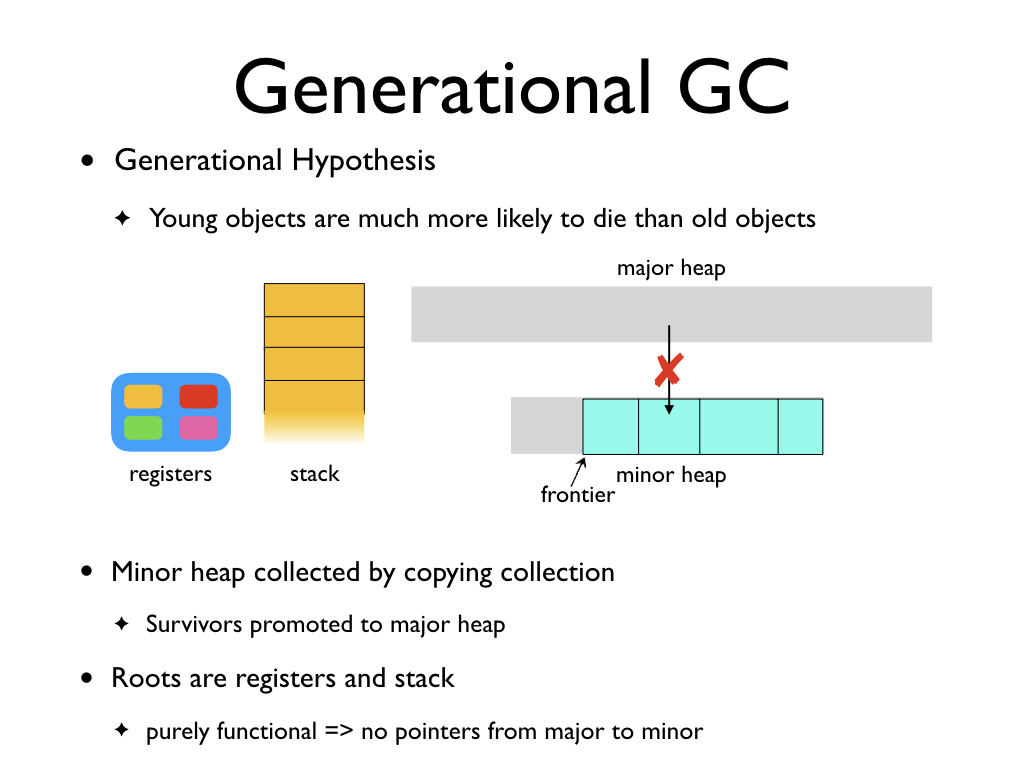 Generational GC
• Generational Hypothesis
✦ Young objects are much more likely to die than old objects
major heap
registers
stack
minor heap
frontier
• Minor heap collected by copying collection
✦ Survivors promoted to major heap
• Roots are registers and stack
✦ purely functional => no pointers from major to minor